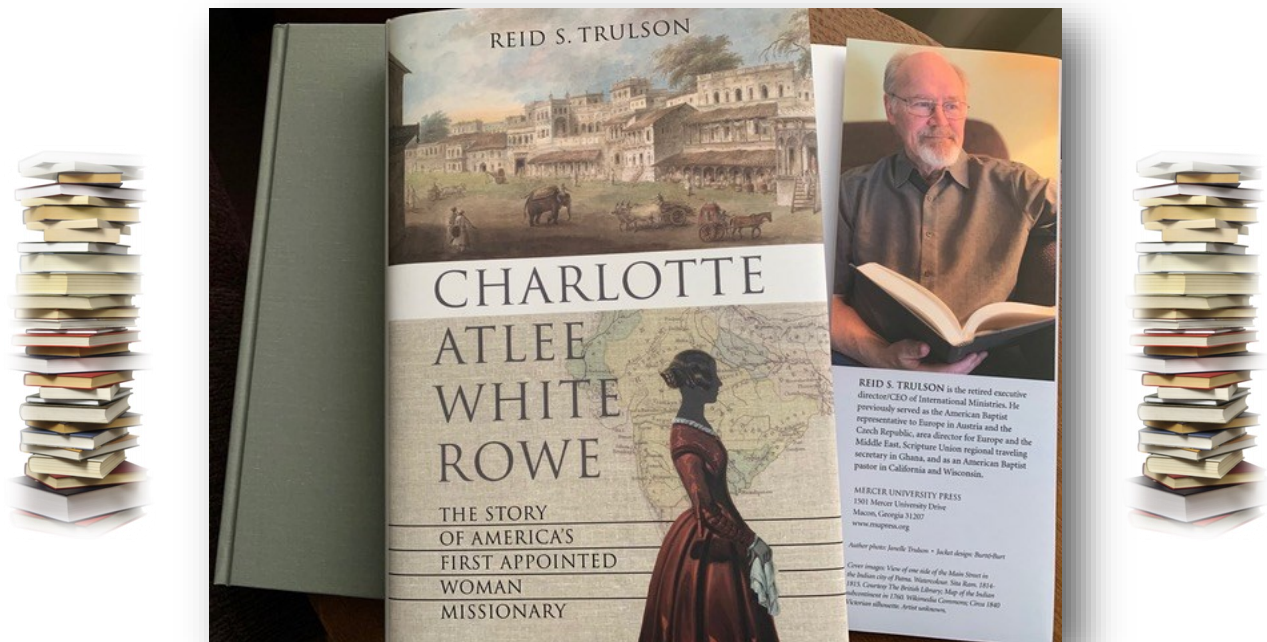 REID S. TRULSON
CHARLOTTE
ATLEE
WHITE
ROWE
THE STORY
OF AMERICA'S
FIRST APPOINTED
WOMAN
MISSIONARY
REID S. TRULSON is the retired executive
director/CEO of International Ministries. He
previously served as the American Baptist
representative to Europe in Austria and the
Czech Republic, area director for Europe and the
Middle East, Scripture Union regional traveling
secretary in Ghana, and as an American Baptist
pastor in California and Wisconsin.
MERCER UNIVERSITY PRESS
1501 Mercer University Drive
Macon, Georgia 31207
www.mupress.org
Author photo: Janelle Trulson • Jacket design: Burt&Burt
Cover images: View of one side of the Main Street in
the Indian city of Patna. Watercolour. Sita Ram. 1814-
1815. Courtesy The British Library; Map of the Indian
subcontinent in 1760. Wikimedia Commons; Circa 1840
Victorian silhouette. Artist unknown.